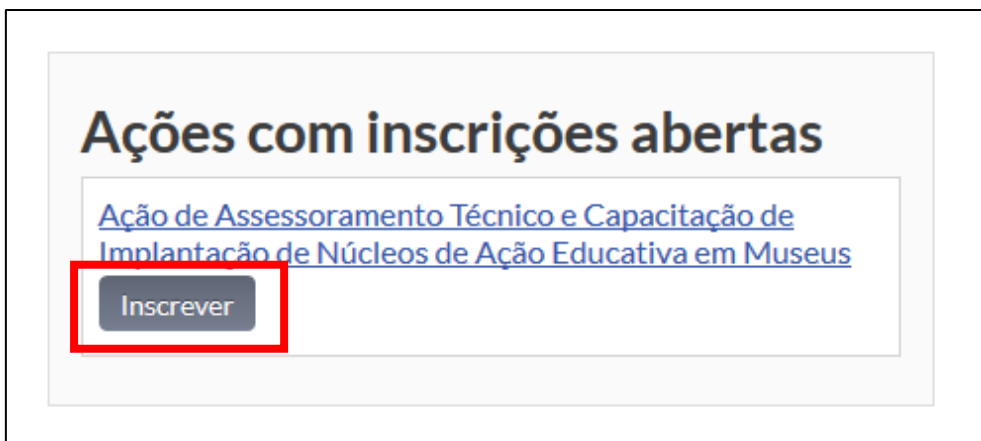 Ações com inscrições abertas
Ação de Assessoramento Técnico e Capacitação de
Implantação de Núcleos de Ação Educativa em Museus
Inscrever